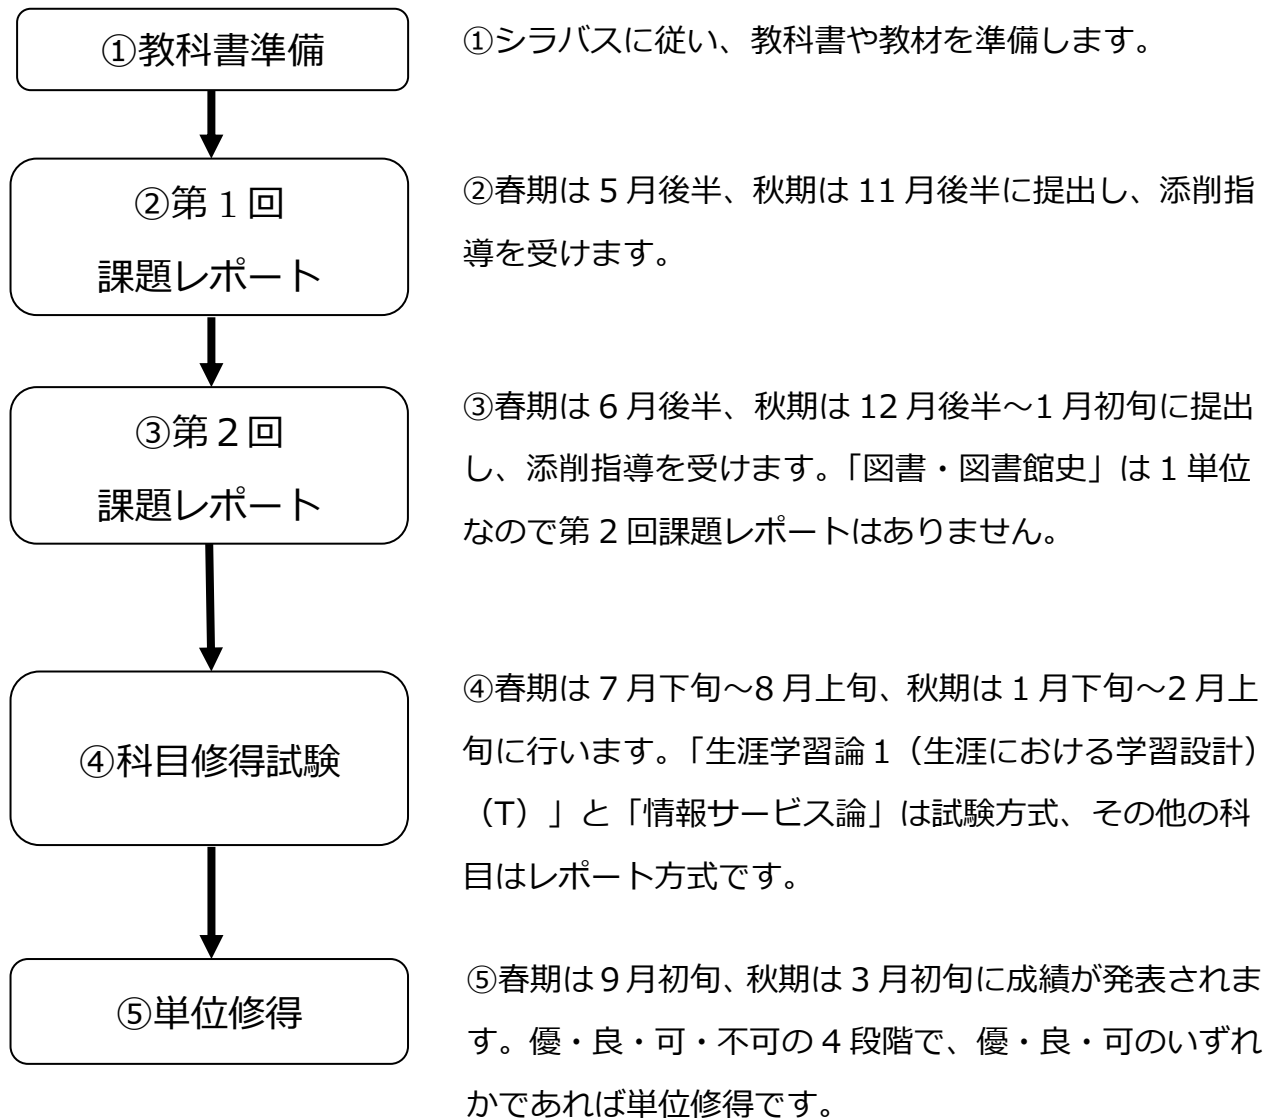 ①教科書準備
①シラバスに従い、教科書や教材を準備します。
②第1回
課題レポート
②春期は5月後半、秋期は11月後半に提出し、添削指
導を受けます。
③第2回
課題レポート
③春期は6月後半、秋期は12月後半～1月初旬に提出
し、添削指導を受けます。「図書・図書館史」は1単位
なので第2回課題レポートはありません。
④科目修得試験
④春期は7月下旬～8月上旬、秋期は1月下旬～2月上
旬に行います。「生涯学習論1（生涯における学習設計）
（T）」と「情報サービス論」は試験方式、その他の科
目はレポート方式です。
⑤単位修得
⑤春期は9月初旬、秋期は3月初旬に成績が発表されま
す。優・良・可・不可の4段階で、優・良・可のいずれ
かであれば単位修得です。